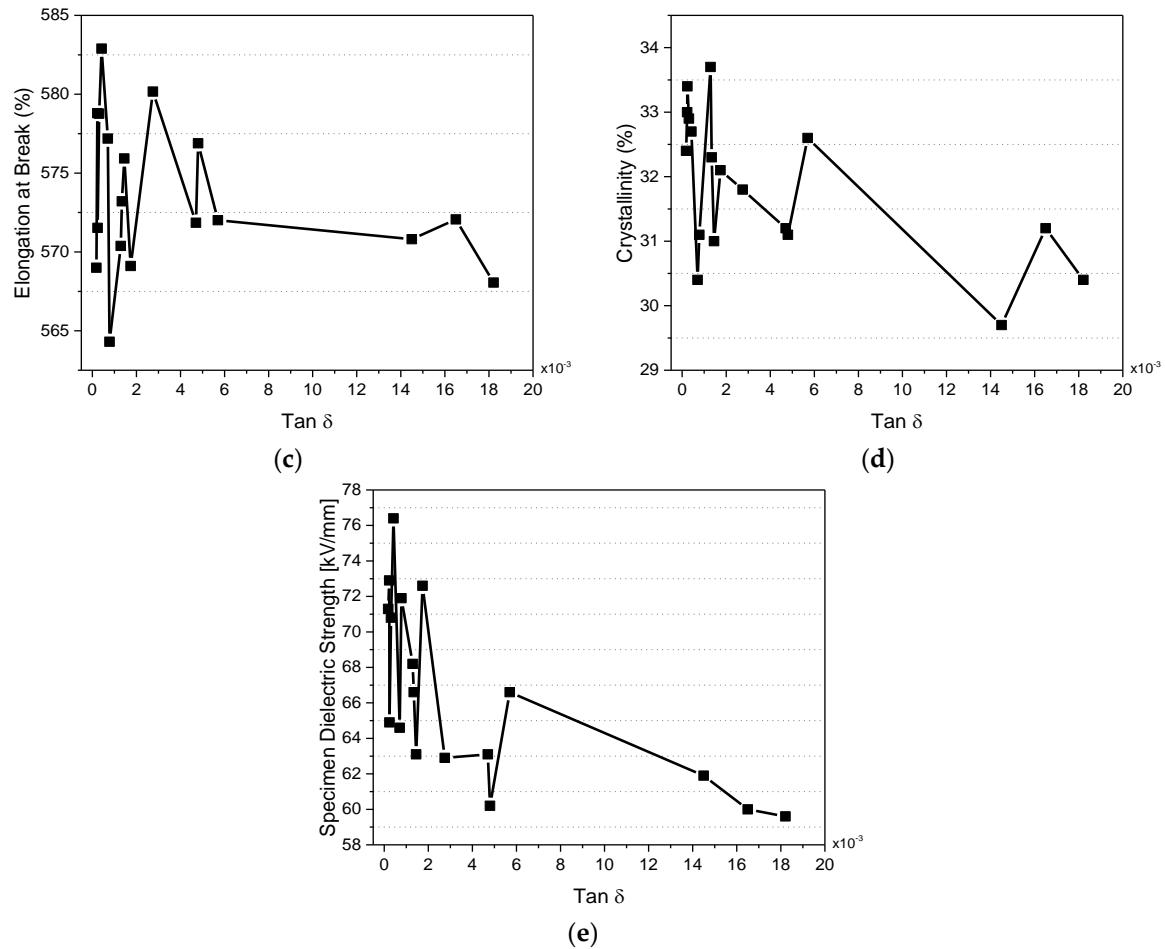 585
580
575
570
565
Elongation at Break (%)
0 2 4 6 8 10 12 14 16 18 20
x10-3
Tan δ
(c)
34
33
32
31
30
29
Crystallinity (%)
0 2 4 6 8 10 12 14 16 18 20
x10-3
Tan δ
(d)
78
76
74
72
70
68
66
64
62
60
58
Specimen Dielectric Strength [kV/mm]
0 2 4 6 8 10 12 14 16 18 20
x10-3
Tan δ
(e)